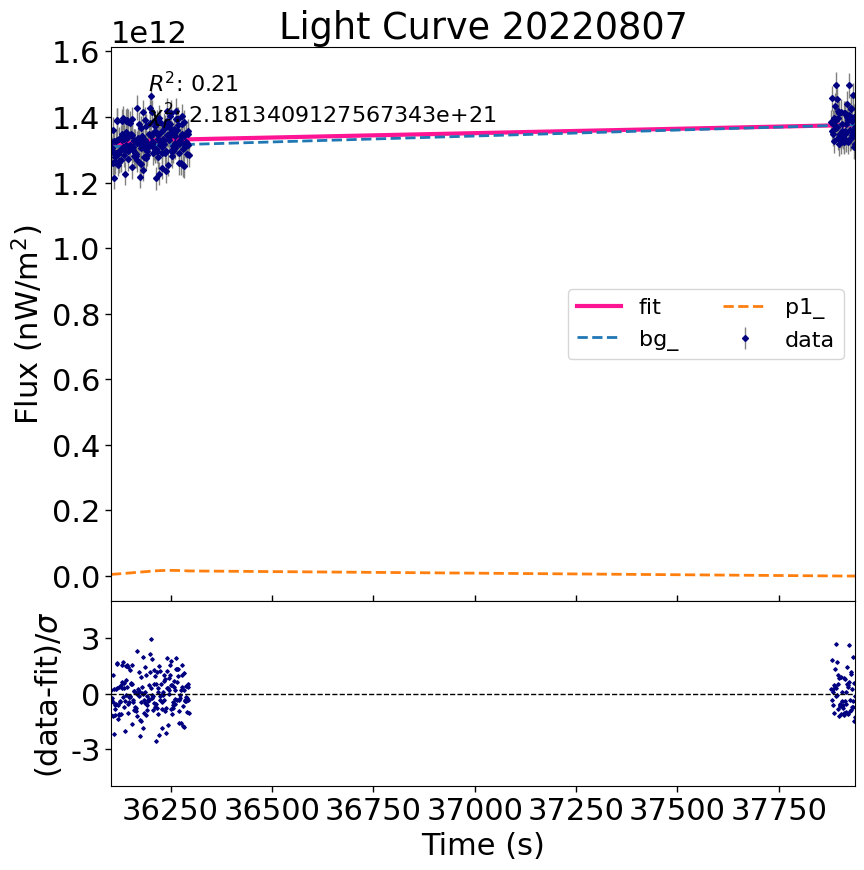 Light Curve 20220807
1e12
R²: 0.21
2.1813409127567343e+21
1.6
1.4
1.2
1.0
0.8
0.6
0.4
0.2
0.0
Flux (nW/m²)
fit
bg_
p1_
data
(data-fit)/σ
3
0
-3
36250 36500 36750 37000 37250 37500 37750
Time (s)